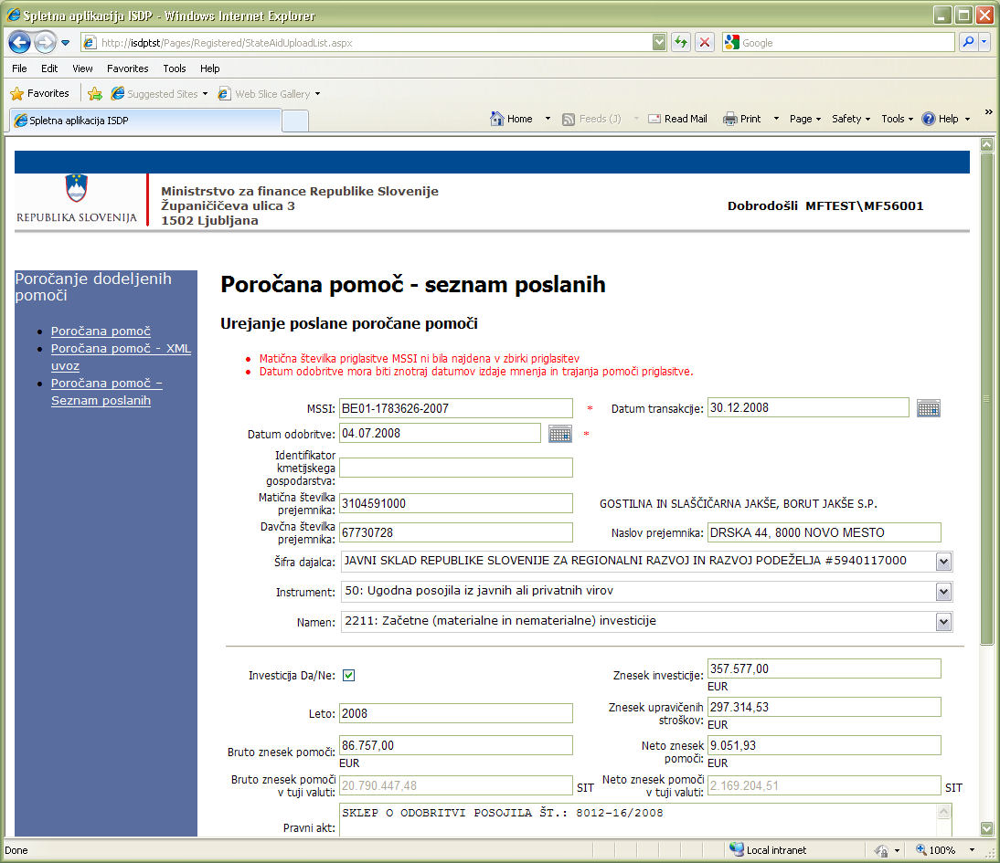 Spletna aplikacija ISDP - Windows Internet Explorer
http://isdptst/Pages/Registered/StateAidUploadList.aspx
Google
File Edit View Favorites Tools Help
Favorites Suggested Sites Web Slice Gallery
Spletna aplikacija ISDP
Home Feeds (J) Read Mail Print Page Safety Tools Help »
REPUBLIKA SLOVENIJA
Ministrstvo za finance Republike Slovenije
Župančičeva ulica 3
1502 Ljubljana
Dobrodošli MFTEST\MF56001
Poročanje dodeljenih
pomoči
Poročana pomoč
Poročana pomoč - XML
uvoz
Poročana pomoč –
Seznam poslanih
Poročana pomoč - seznam poslanih
Urejanje poslane poročane pomoči
Matična številka priglasitve MSSI ni bila najdena v zbirki priglasitev
Datum odobritve mora biti znotraj datumov izdaje mnenja in trajanja pomoči priglasitve.
MSSI: BE01-1783626-2007 * Datum transakcije: 30.12.2008
Datum odobritve: 04.07.2008 *
Identifikator
kmetijskega
gospodarstva:
Matična številka
prejemnika: 3104591000 GOSTILNA IN SLAŠČIČARNA JAKŠE, BORUT JAKŠE S.P.
Davčna številka
prejemnika: 67730728 Naslov prejemnika: DRSKA 44, 8000 NOVO MESTO
Šifra dajalca: JAVNI SKLAD REPUBLIKE SLOVENIJE ZA REGIONALNI RAZVOJ IN RAZVOJ PODEŽELJA #5940117000
Instrument: 50: Ugodna posojila iz javnih ali privatnih virov
Namen: 2211: Začetne (materialne in nematerialne) investicije
Investicija Da/Ne: Znesek investicije: 357.577,00
EUR
Leto: 2008 Znesek upravičenih
stroškov: 297.314,53
EUR
Bruto znesek pomoči: 86.757,00
EUR
Neto znesek
pomoči: 9.051,93
EUR
Bruto znesek pomoči
v tuji valuti: 20.790.447,48 SIT
Neto znesek pomoči
v tuji valuti: 2.169.204,51 SIT
Pravni akt: SKLEP O ODOBRITVI POSOJILA ŠT.: 8012-16/2008
Done Local intranet 100%